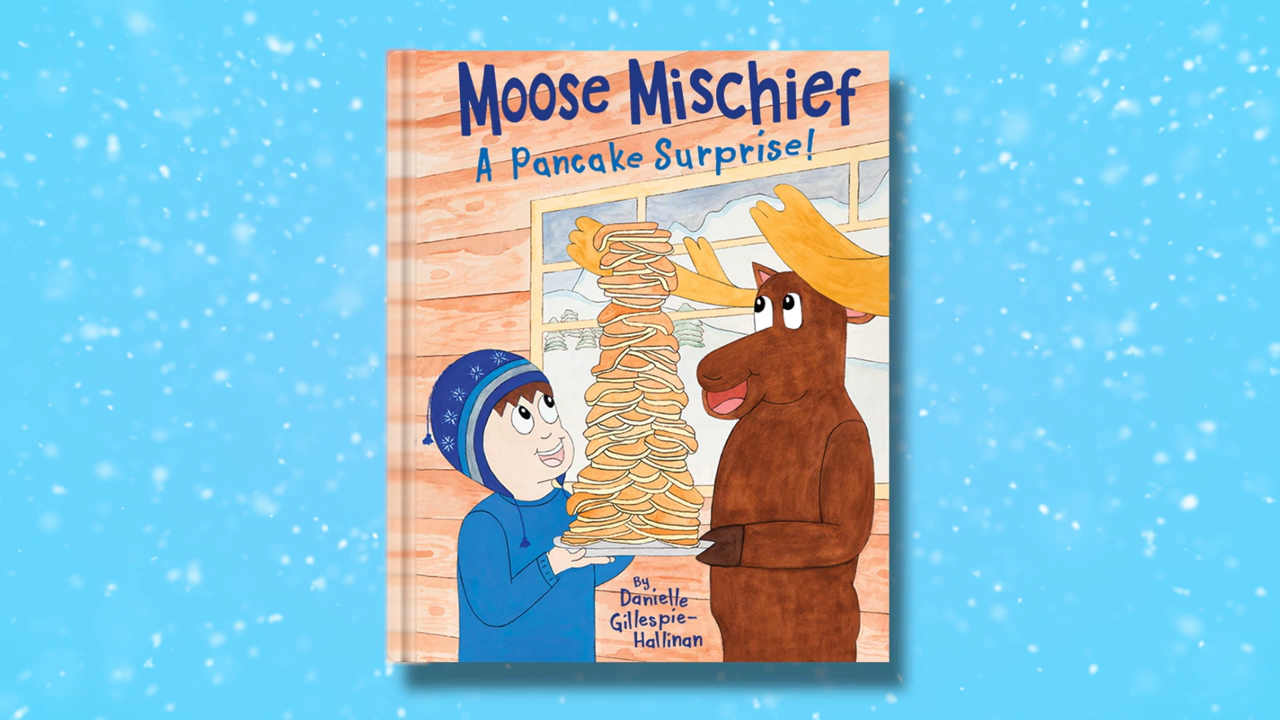 Moose Mischief
A Pancake Surprise!
By
Danielle
Gillespie-
Hallinan